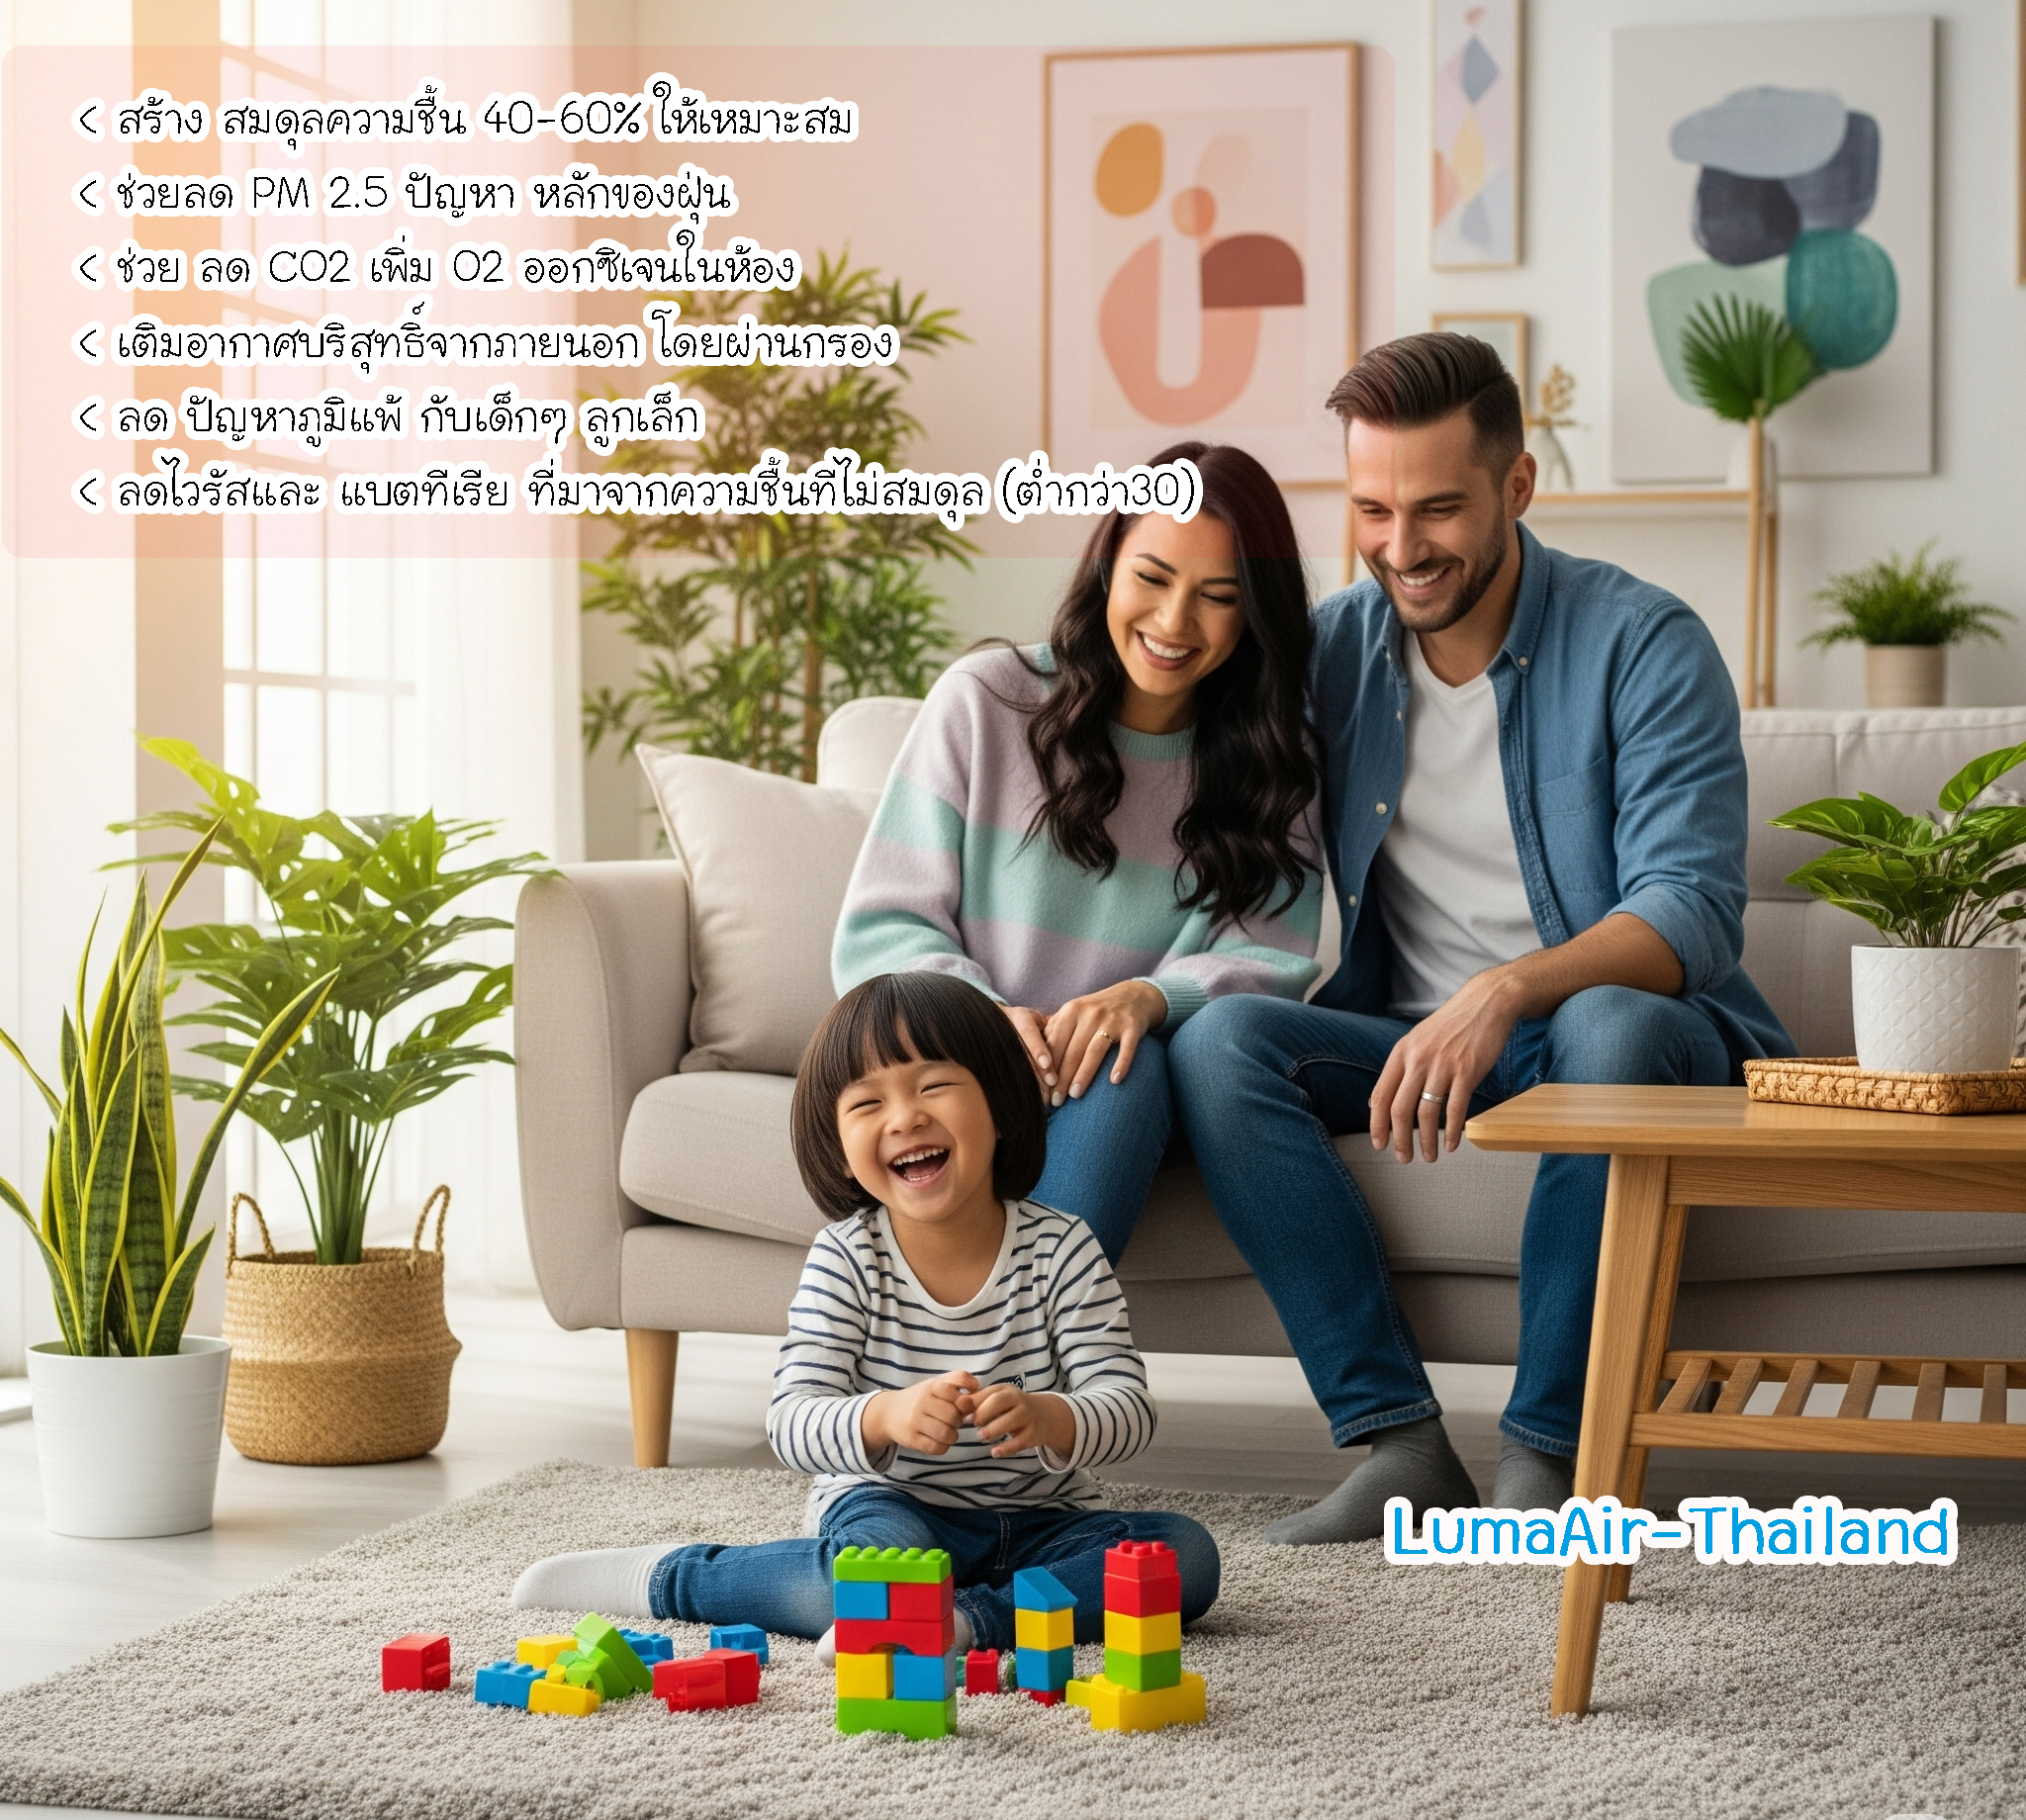 < สร้าง สมดุลความชื้น 40-60% ให้เหมาะสม
< ช่วยลด PM 2.5 ปัญหา หลักของฝุ่น
< ช่วย ลด CO2 เพิ่ม O2 ออกซิเจนในห้อง
< เติมอากาศบริสุทธิ์จากภายนอก โดยผ่านกรอง
< ลด ปัญหาภูมิแพ้ กับเด็กๆ ลูกเล็ก
< ลดไวรัสและ แบตทีเรีย ที่มาจากความชื้นที่ไม่สมดุล (ต่ำกว่า30)
LumaAir-Thailand